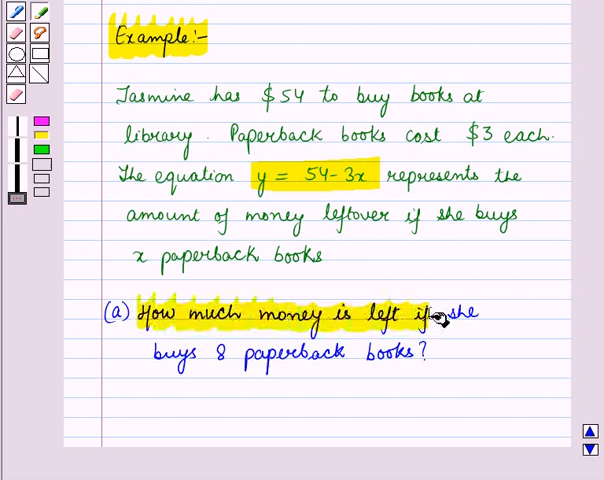 Example:-
Jasmine has $54 to buy books at
library. Paperback books cost $3 each.
The equation y = 54-3x represents the
amount of money leftover if she buys
x paperback books
(a) How much money is left if she
buys 8 paperback books?